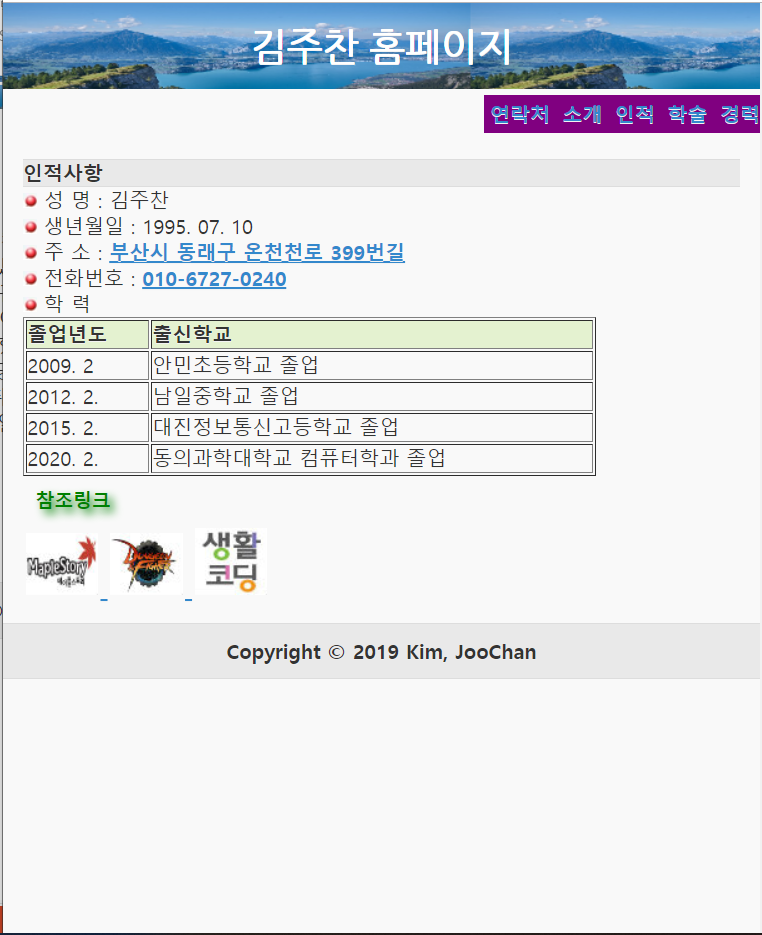 김주찬 홈페이지
연락처 소개 인적 학술 경력
인적사항
성 명 : 김주찬
생년월일 : 1995. 07. 10
주 소 : 부산시 동래구 온천천로 399번길
전화번호 : 010-6727-0240
학 력
졸업년도 출신학교
2009. 2 안민초등학교 졸업
2012. 2. 남일중학교 졸업
2015. 2. 대진정보통신고등학교 졸업
2020. 2. 동의과학대학교 컴퓨터학과 졸업
참조링크
생활
MapleStory
코딩
메이플스토리
Copyright © 2019 Kim, JooChan